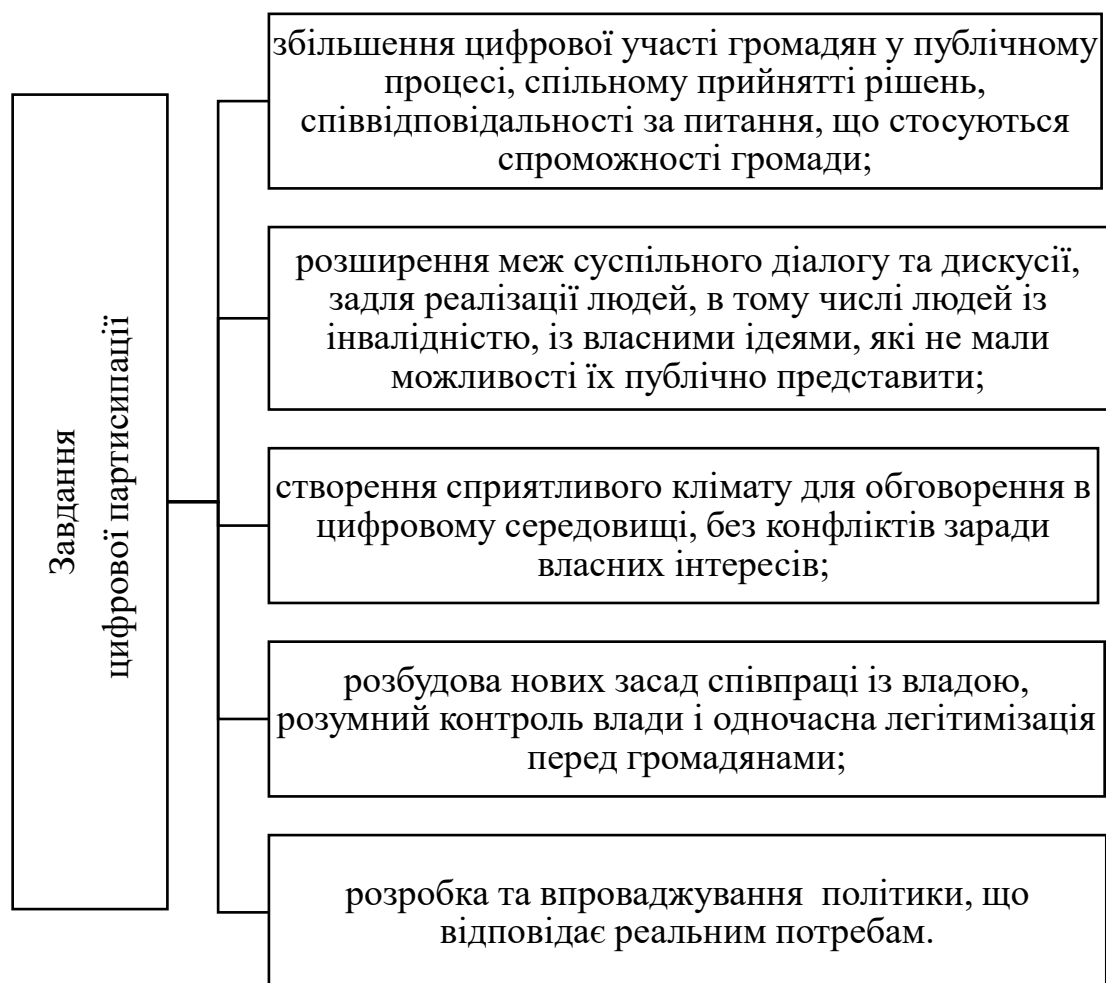 Завдання
цифрової партисипації
збільшення цифрової участі громадян у публічному
процесі, спільному прийнятті рішень,
співвідповідальності за питання, що стосуються
спроможності громади;
розширення меж суспільного діалогу та дискусії,
задля реалізації людей, в тому числі людей із
інвалідністю, із власними ідеями, які не мали
можливості їх публічно представити;
створення сприятливого клімату для обговорення в
цифровому середовищі, без конфліктів заради
власних інтересів;
розбудова нових засад співпраці із владою,
розумний контроль влади і одночасна легітимізація
перед громадянами;
розробка та впроваджування  політики, що
відповідає реальним потребам.